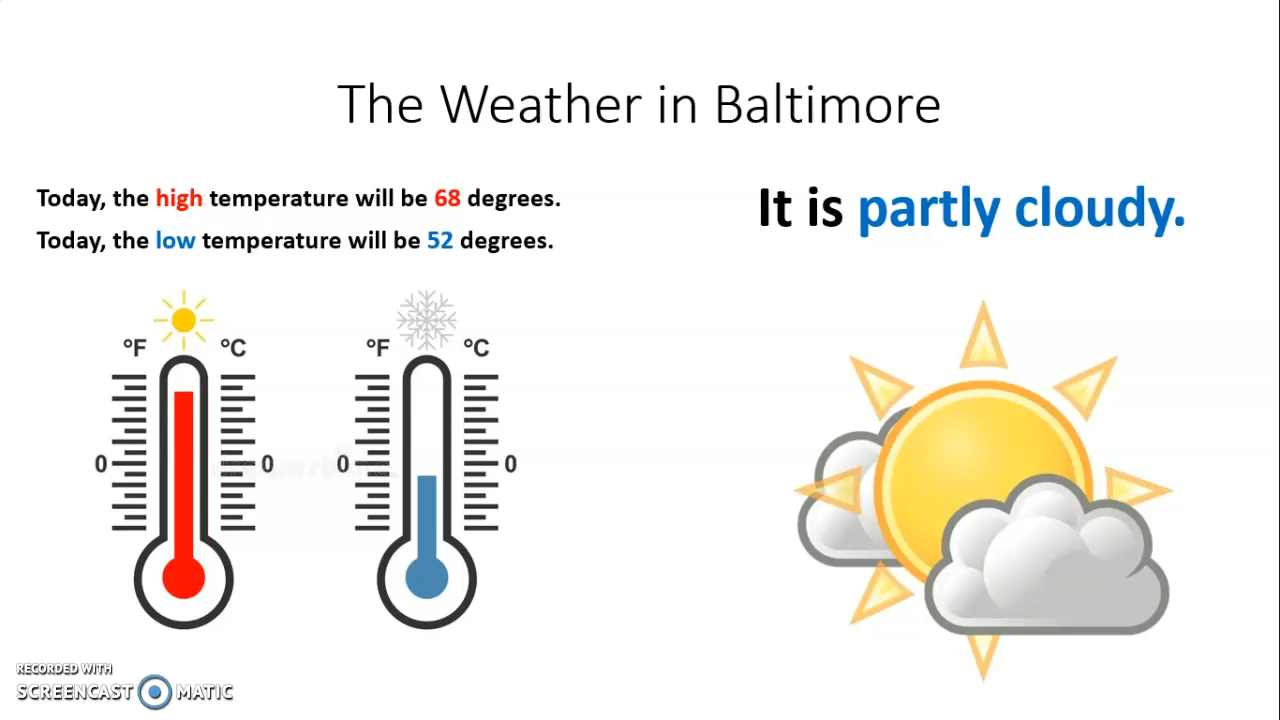 The Weather in Baltimore
Today, the high temperature will be 68 degrees.
Today, the low temperature will be 52 degrees.
It is partly cloudy.
°F °C
°F °C
0 0
0 0
RECORDED WITH
SCREENCAST MATIC